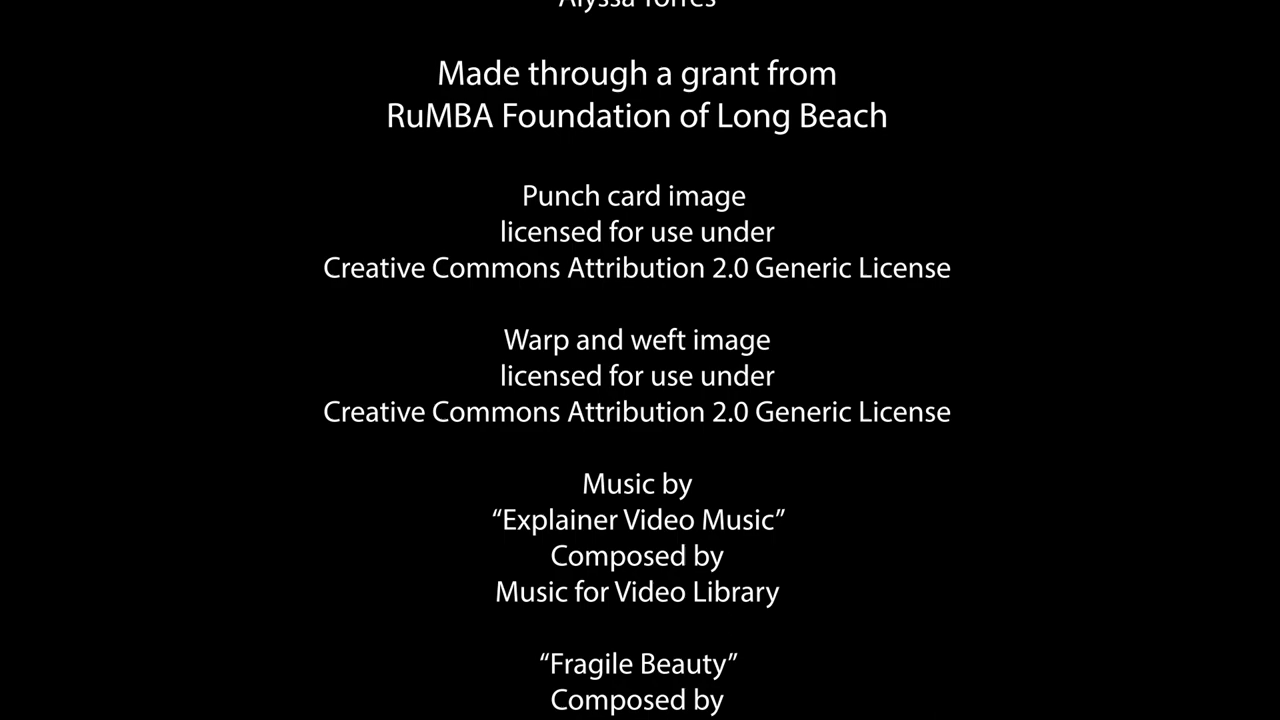 Alyssa Torres
Made through a grant from
RuMBA Foundation of Long Beach
Punch card image
licensed for use under
Creative Commons Attribution 2.0 Generic License
Warp and weft image
licensed for use under
Creative Commons Attribution 2.0 Generic License
Music by
“Explainer Video Music”
Composed by
Music for Video Library
“Fragile Beauty”
Composed by